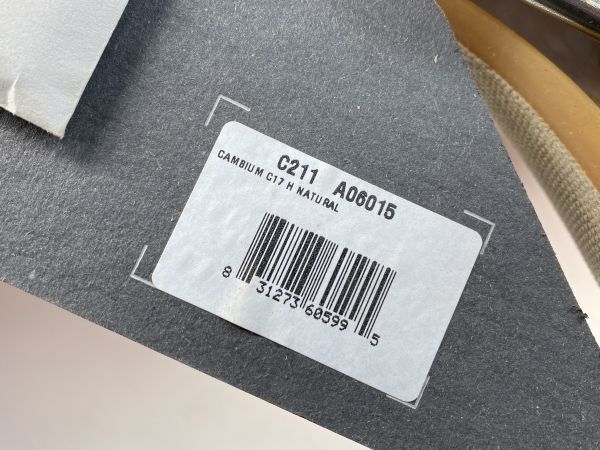 C211 A06015
CAMBIUM C17 H NATURAL
8 31273 60599 5